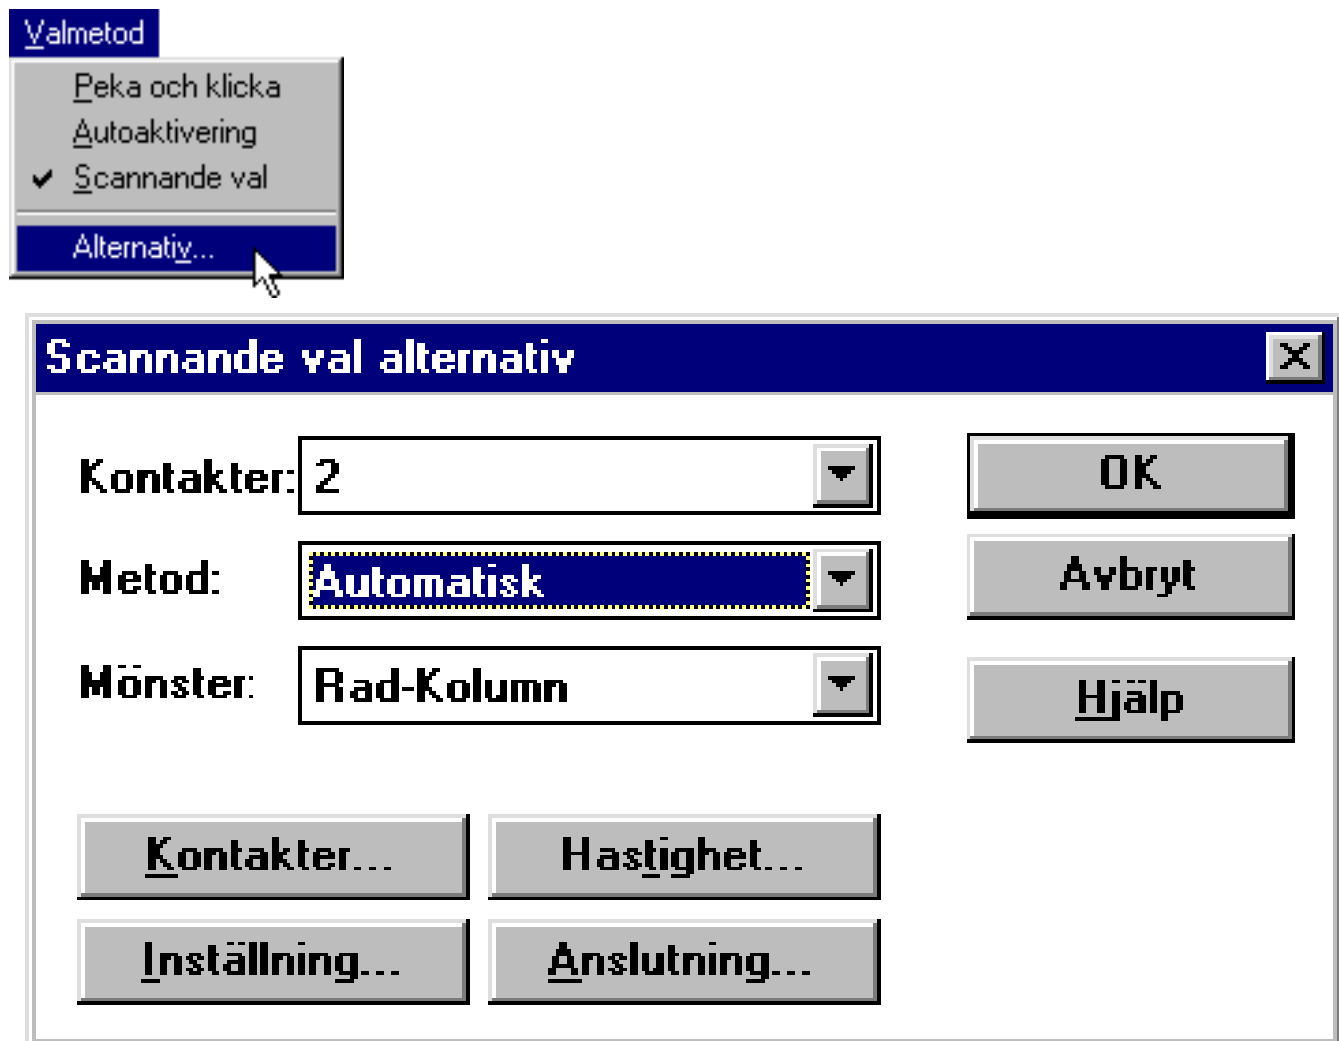 Valmetod
Peka och klicka
Autoaktivering
Scannande val
Alternativ...
Scannande val alternativ
Kontakter: 2
OK
Metod: Automatisk
Avbryt
Mönster: Rad-Kolumn
Hjälp
Kontakter... Hastighet...
Inställning... Anslutning...